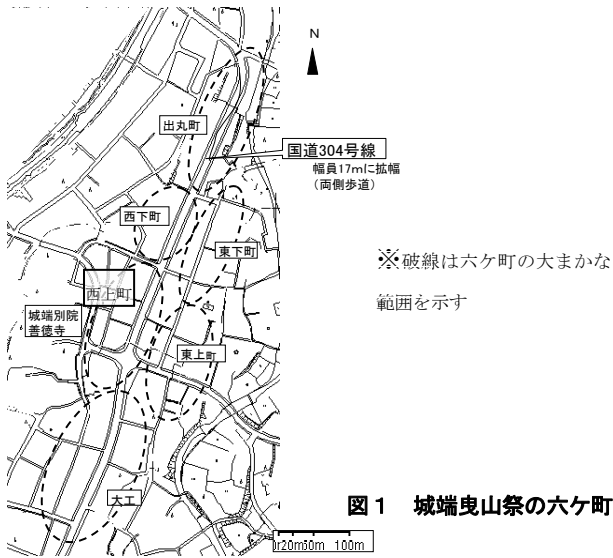 N
出丸町
国道304号線
幅員17mに拡幅
(両側歩道)
西下町
東下町
※破線は六ケ町の大まかな
範囲を示す
西上町
城端別院
善徳寺
東上町
大工
図1 城端曳山祭の六ケ町
20m50m 100m